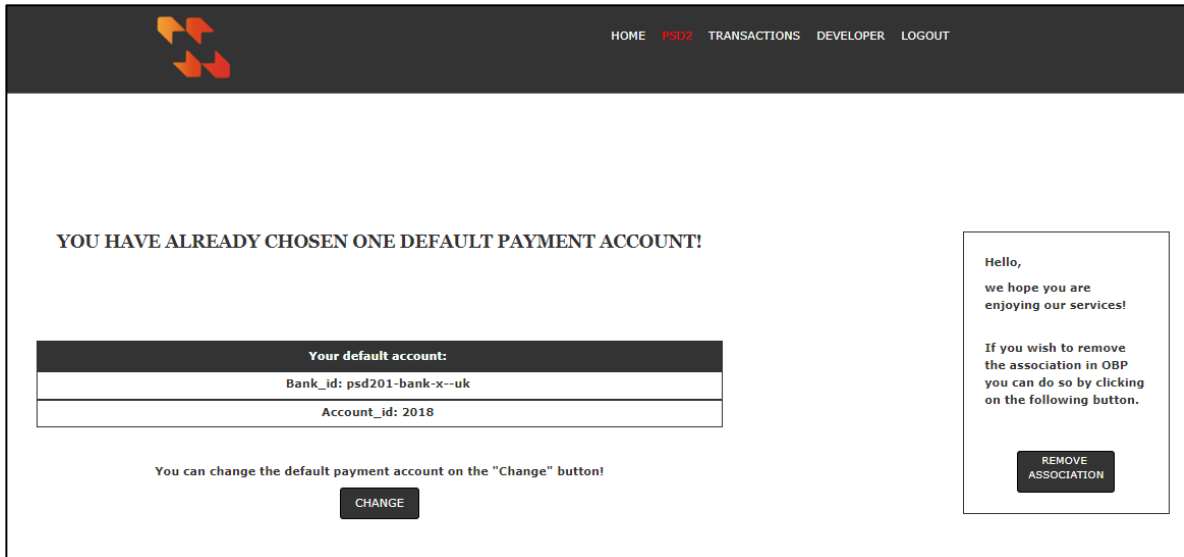 HOME PSD2 TRANSACTIONS DEVELOPER LOGOUT
YOU HAVE ALREADY CHOSEN ONE DEFAULT PAYMENT ACCOUNT!
Your default account:
Bank_id: psd201-bank-x--uk
Account_id: 2018
You can change the default payment account on the "Change" button!
CHANGE
Hello,
we hope you are
enjoying our services!
If you wish to remove
the association in OBP
you can do so by clicking
on the following button.
REMOVE
ASSOCIATION